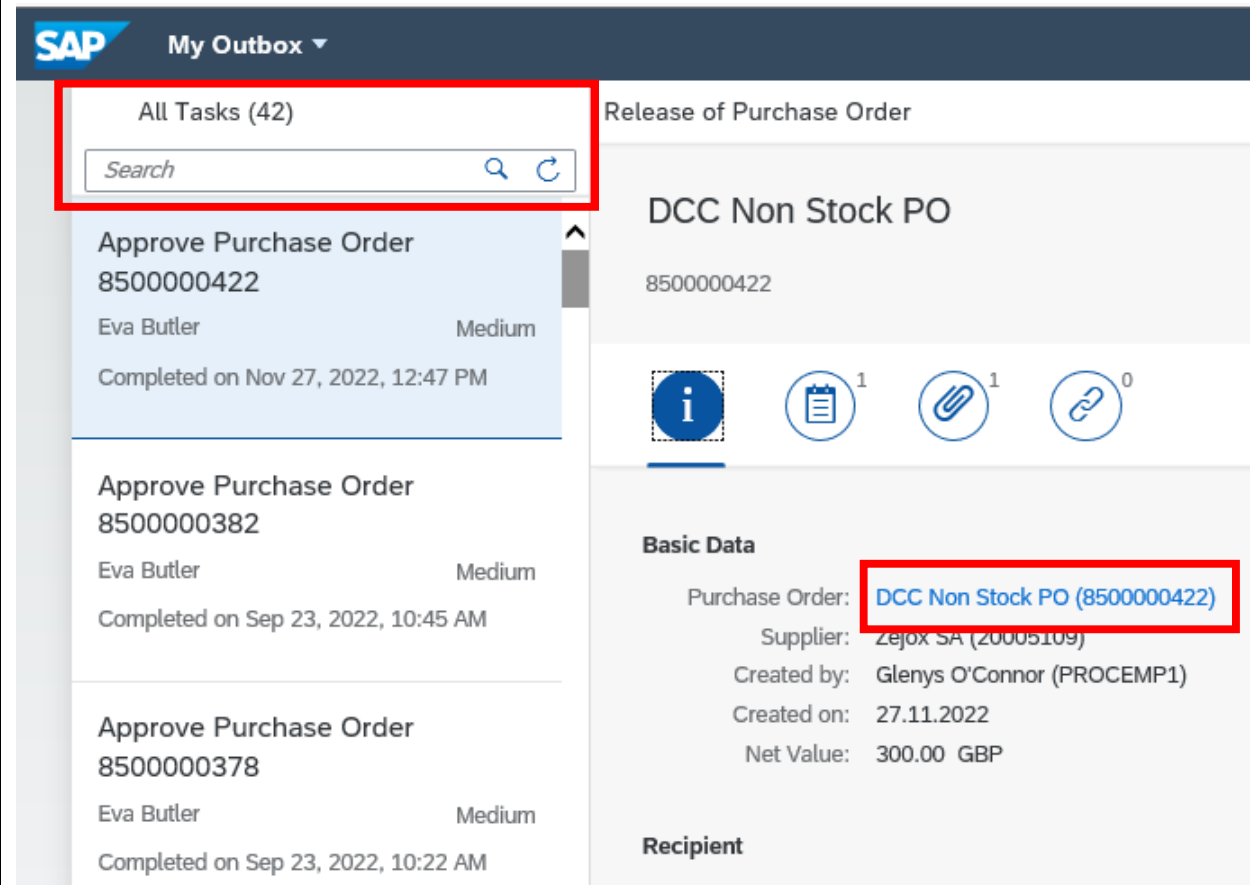 SAP My Outbox
All Tasks (42)
Search
Approve Purchase Order
8500000422
Eva Butler Medium
Completed on Nov 27, 2022, 12:47 PM
Approve Purchase Order
8500000382
Eva Butler Medium
Completed on Sep 23, 2022, 10:45 AM
Approve Purchase Order
8500000378
Eva Butler Medium
Completed on Sep 23, 2022, 10:22 AM
Release of Purchase Order
DCC Non Stock PO
8500000422
i 1 1 0
Basic Data
Purchase Order: DCC Non Stock PO (8500000422)
Supplier: Zejox SA (20005109)
Created by: Glenys O'Connor (PROCEMP1)
Created on: 27.11.2022
Net Value: 300.00 GBP
Recipient